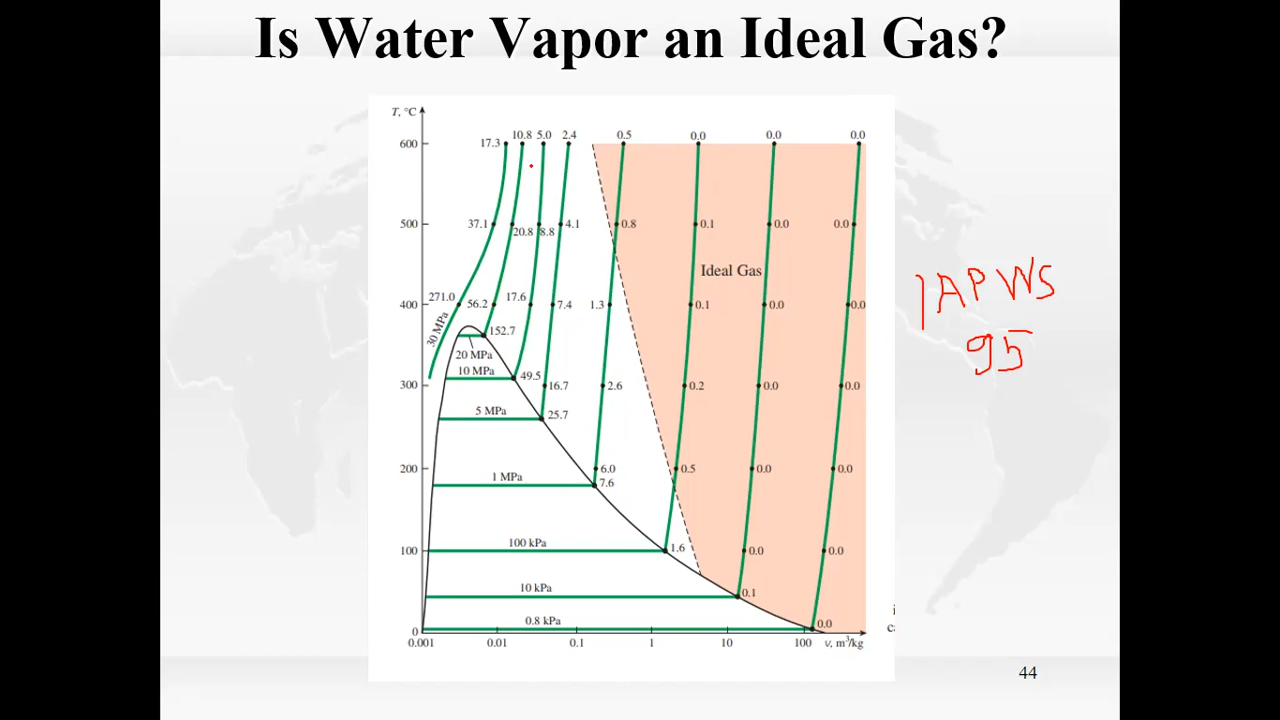 Is Water Vapor an Ideal Gas?
T, °C
17.3 10.8 5.0 2.4 0.5 0.0 0.0 0.0
600
500 37.1 20.8 8.8 4.1 0.8 0.1 0.0 0.0
Ideal Gas
400 271.0 56.2 17.6 7.4 1.3 0.1 0.0 0.0
30 MPa
152.7
20 MPa
300 10 MPa 49.5 16.7 2.6 0.2 0.0 0.0
5 MPa 25.7
200 6.0 0.5 0.0 0.0
1 MPa 7.6
100 100 kPa 1.6 0.0 0.0
10 kPa 0.1
0.8 kPa 0.0
0
0.001 0.01 0.1 1 10 100 v, m³/kg
IAPWS
95
44